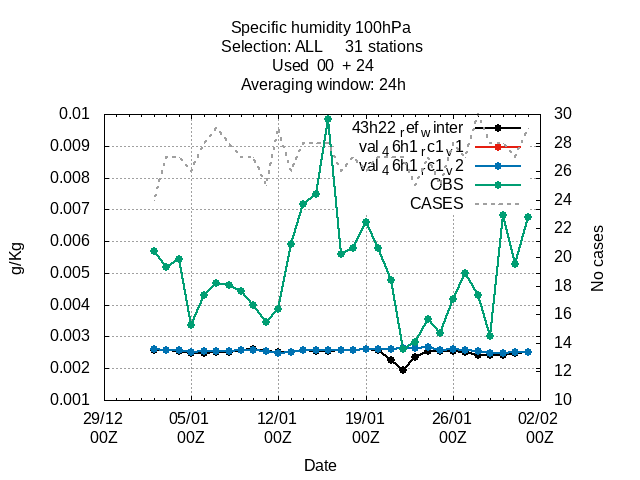 Specific humidity 100hPa
Selection: ALL     31 stations
Used  00  + 24
Averaging window: 24h
0.01
0.009
0.008
0.007
0.006
0.005
0.004
0.003
0.002
0.001
g/Kg
30
28
26
24
22
20
18
16
14
12
10
No cases
43h22_ref_winter
val_46h1_rc1_v1
val_46h1_rc1_v2
OBS
CASES
29/12 00Z
05/01 00Z
12/01 00Z
19/01 00Z
26/01 00Z
02/02 00Z
Date